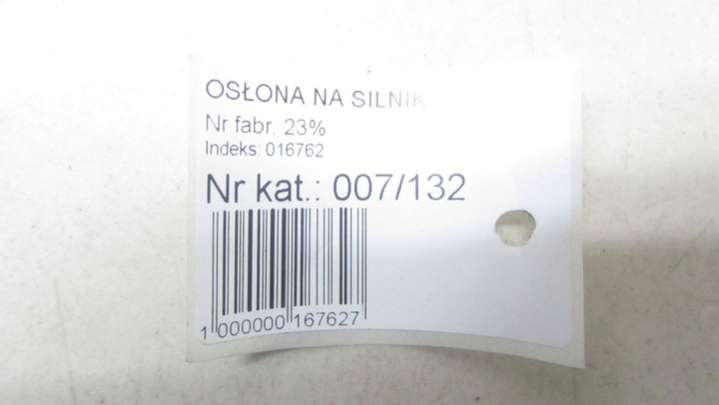 OSŁONA NA SILNIK
Nr fabr. 23%
Indeks: 016762
Nr kat.: 007/132
1 000000 167627